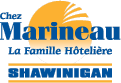 Chez
Marineau
La Famille Hôtelière
SHAWINIGAN